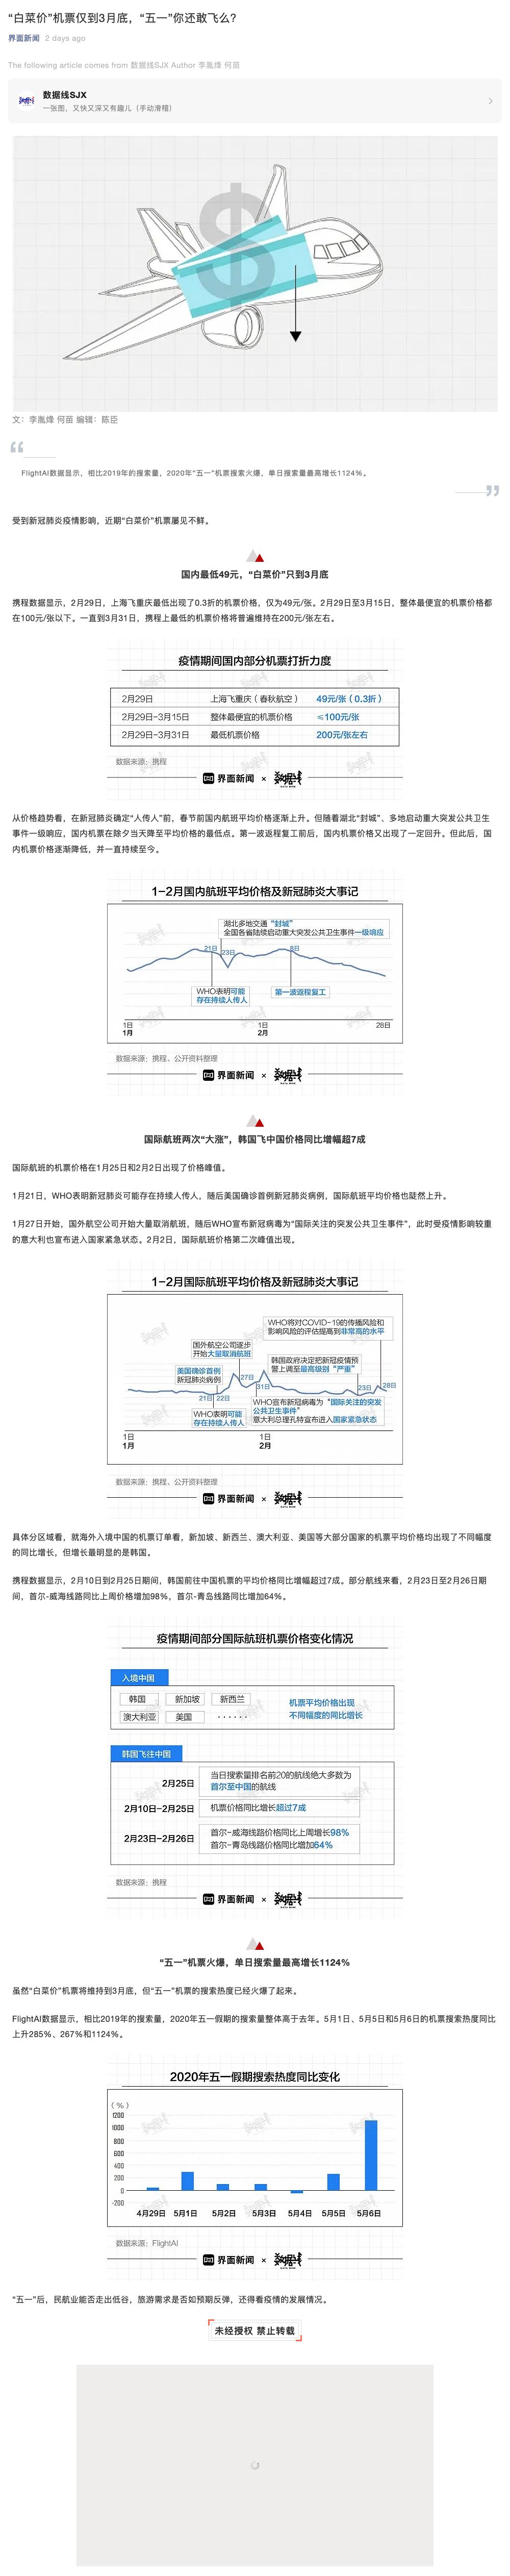 “白菜价”机票仅到3月底，“五一”你还敢飞么？
界面新闻 2 days ago
The following article comes from 数据线SJX Author 李胤烽 何苗
数据线SJX
一张图，又快又深又有趣儿（手动滑稽）
文：李胤烽 何苗 编辑：陈臣
FlightAI数据显示，相比2019年的搜索量，2020年“五一”机票搜索火爆，单日搜索量最高增长1124%。
受到新冠肺炎疫情影响，近期“白菜价”机票屡见不鲜。
国内最低49元，“白菜价”只到3月底
携程数据显示，2月29日，上海飞重庆最低出现了0.3折的机票价格，仅为49元/张。2月29日至3月15日，整体最便宜的机票价格都
在100元/张以下。一直到3月31日，携程上最低的机票价格将普遍维持在200元/张左右。
疫情期间国内部分机票打折力度
2月29日 上海飞重庆（春秋航空） 49元/张（0.3折）
2月29日-3月15日 整体最便宜的机票价格 ≤100元/张
2月29日-3月31日 最低机票价格 200元/张左右
数据来源：携程
界面新闻 ×
从价格趋势看，在新冠肺炎确定“人传人”前，春节前国内航班平均价格逐渐上升。但随着湖北“封城”、多地启动重大突发公共卫生
事件一级响应，国内机票在除夕当天降至平均价格的最低点。第一波返程复工前后，国内机票价格又出现了一定回升。但此后，国
内机票价格逐渐降低，并一直持续至今。
1-2月国内航班平均价格及新冠肺炎大事记
湖北多地交通“封城”
全国各省陆续启动重大突发公共卫生事件一级响应
21日
23日
8日
WHO表明可能
存在持续人传人
第一波返程复工
1日 1日 28日
1月 2月
数据来源：携程、公开资料整理
界面新闻 ×
国际航班两次“大涨”，韩国飞中国价格同比增幅超7成
国际航班的机票价格在1月25日和2月2日出现了价格峰值。
1月21日，WHO表明新冠肺炎可能存在持续人传人，随后美国确诊首例新冠肺炎病例，国际航班平均价格也陡然上升。
1月27日开始，国外航空公司开始大量取消航班，随后WHO宣布新冠病毒为“国际关注的突发公共卫生事件”，此时受疫情影响较重
的意大利也宣布进入国家紧急状态。2月2日，国际航班价格第二次峰值出现。
1-2月国际航班平均价格及新冠肺炎大事记
WHO将对COVID-19的传播风险和
影响风险的评估提高到非常高的水平
国外航空公司逐步
开始大量取消航班
韩国政府决定把新冠疫情预
警上调至最高级别“严重”
美国确诊首例
新冠肺炎病例
27日
31日
23日
28日
21日
22日
WHO表明可能
存在持续人传人
WHO宣布新冠病毒为“国际关注的突发
公共卫生事件”
意大利总理孔特宣布进入国家紧急状态
1日 1日
1月 2月
数据来源：携程、公开资料整理
界面新闻 ×
具体分区域看，就海外入境中国的机票订单看，新加坡、新西兰、澳大利亚、美国等大部分国家的机票平均价格均出现了不同幅度
的同比增长，但增长最明显的是韩国。
携程数据显示，2月10日到2月25日期间，韩国前往中国机票的平均价格同比增幅超过7成。部分航线来看，2月23日至2月26日期
间，首尔-威海线路同比上周价格增加98%，首尔-青岛线路同比增加64%。
疫情期间部分国际航班机票价格变化情况
入境中国
韩国 新加坡 新西兰
澳大利亚 美国 ······
机票平均价格出现
不同幅度的同比增长
韩国飞往中国
2月25日 当日搜索量排名前20的航线绝大多数为
首尔至中国的航线
2月10日-2月25日 机票价格同比增长超过7成
2月23日-2月26日 首尔-威海线路价格同比上周增长98%
首尔-青岛线路价格同比增加64%
数据来源：携程
界面新闻 ×
“五一”机票火爆，单日搜索量最高增长1124%
虽然“白菜价”机票将维持到3月底，但“五一”机票的搜索热度已经火爆了起来。
FlightAI数据显示，相比2019年的搜索量，2020年五一假期的搜索量整体高于去年。5月1日、5月5日和5月6日的机票搜索热度同比
上升285%、267%和1124%。
2020年五一假期搜索热度同比变化
（%）
1200
1000
800
600
400
200
0
-200
4月29日 5月1日 5月2日 5月3日 5月4日 5月5日 5月6日
数据来源：FlightAI
界面新闻 ×
“五一”后，民航业能否走出低谷，旅游需求是否如预期反弹，还得看疫情的发展情况。
未经授权 禁止转载